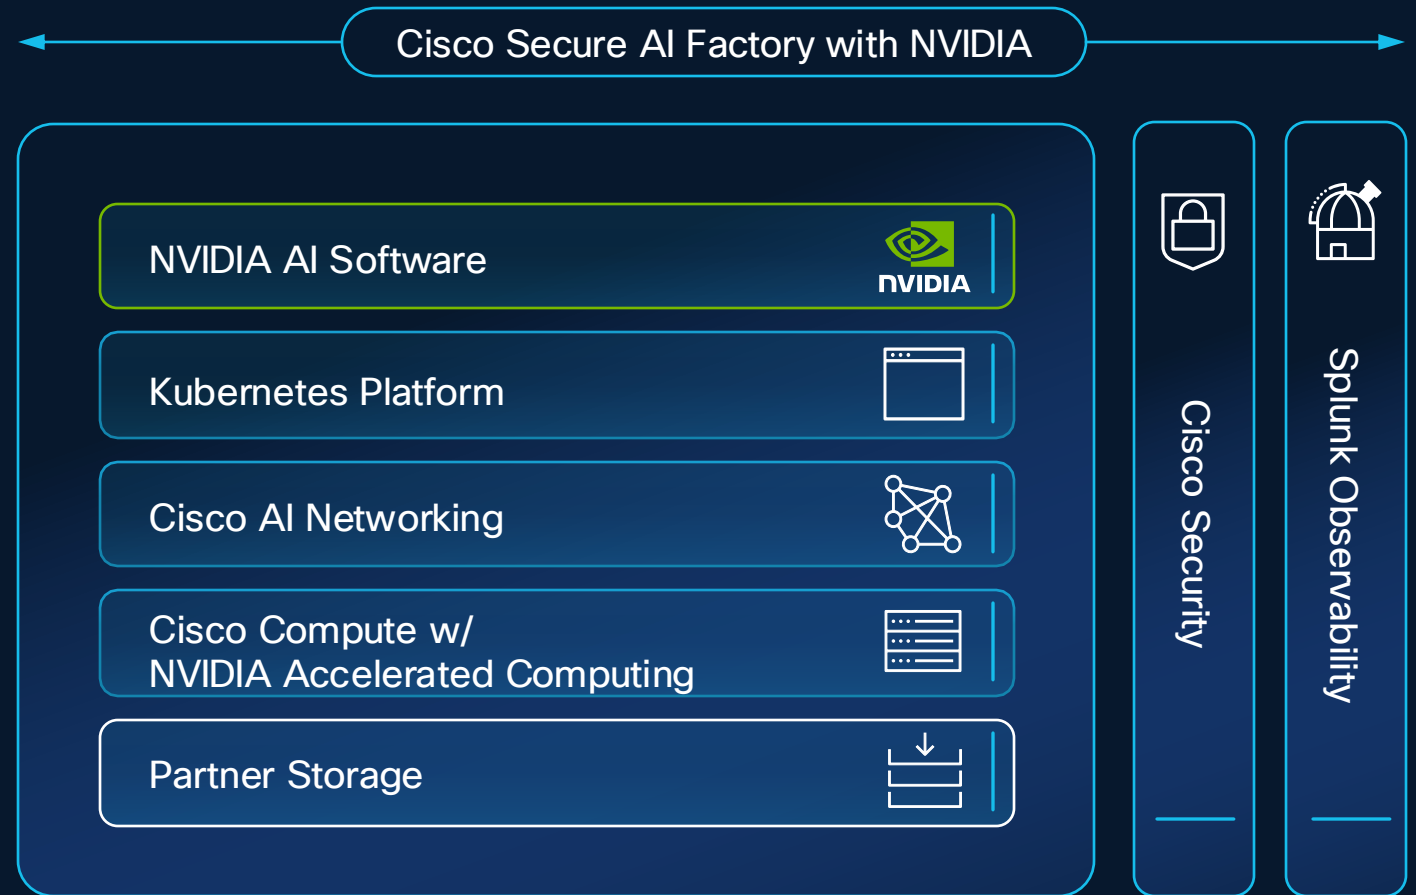 Cisco Secure AI Factory with NVIDIA
NVIDIA AI Software
NVIDIA
Kubernetes Platform
Cisco AI Networking
Cisco Compute w/
NVIDIA Accelerated Computing
Partner Storage
Cisco Security
Splunk Observability